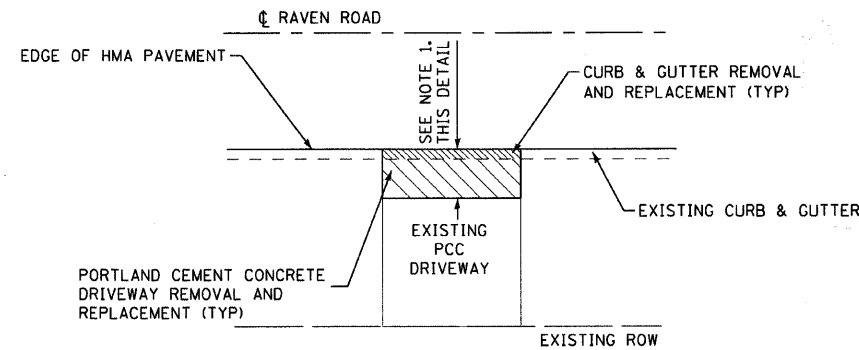 ℄ RAVEN ROAD
EDGE OF HMA PAVEMENT
SEE NOTE 1.
THIS DETAIL
CURB & GUTTER REMOVAL
AND REPLACEMENT (TYP)
EXISTING CURB & GUTTER
EXISTING
PCC
DRIVEWAY
PORTLAND CEMENT CONCRETE
DRIVEWAY REMOVAL AND
REPLACEMENT (TYP)
EXISTING ROW